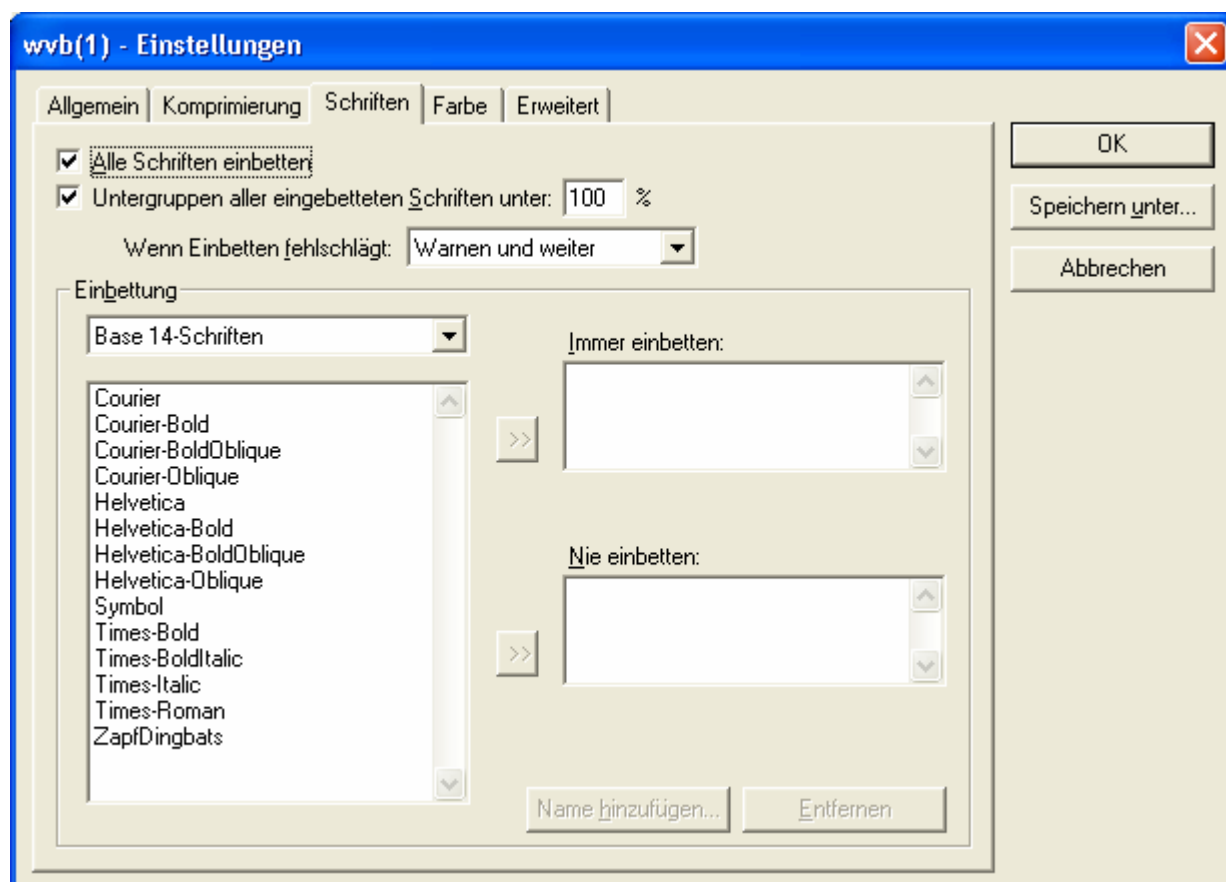 wvb(1) - Einstellungen
Allgemein Komprimierung Schriften Farbe Erweitert
Alle Schriften einbetten
Untergruppen aller eingebetteten Schriften unter: 100 %
Wenn Einbetten fehlschlägt: Warnen und weiter
OK
Speichern unter...
Abbrechen
Einbettung
Base 14-Schriften
Courier
Courier-Bold
Courier-BoldOblique
Courier-Oblique
Helvetica
Helvetica-Bold
Helvetica-BoldOblique
Helvetica-Oblique
Symbol
Times-Bold
Times-BoldItalic
Times-Italic
Times-Roman
ZapfDingbats
>>
>>
Immer einbetten:
Nie einbetten:
Name hinzufügen... Entfernen